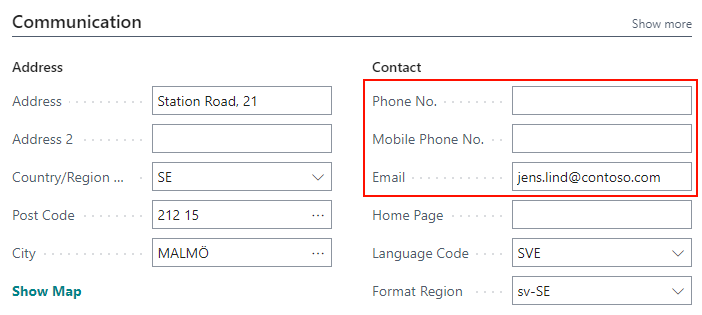 Communication
Show more
Address
Address Station Road, 21
Address 2
Country/Region ... SE
Post Code 212 15 ...
City MALMÖ ...
Show Map
Contact
Phone No.
Mobile Phone No.
Email jens.lind@contoso.com
Home Page
Language Code SVE
Format Region sv-SE